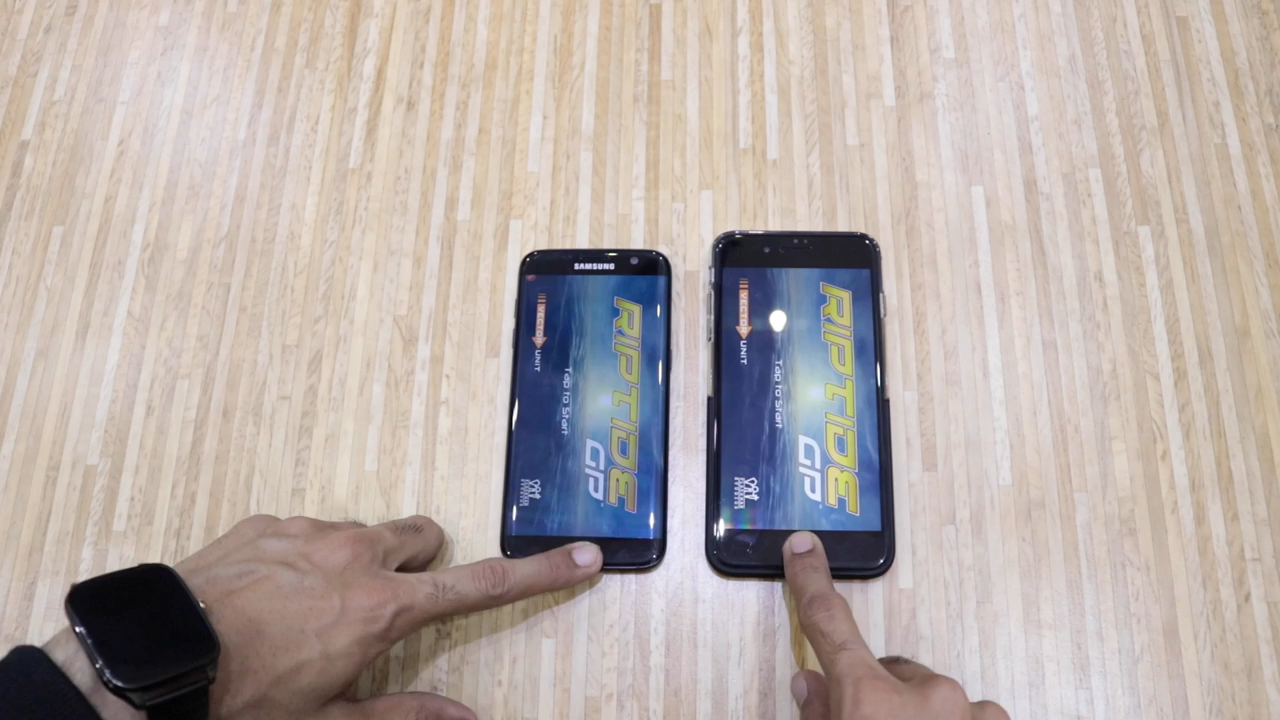 SAMSUNG
RIPTIDE
GP
Tap to Start
VECTOR UNIT
RIPTIDE
GP
Tap to Start
VECTOR UNIT